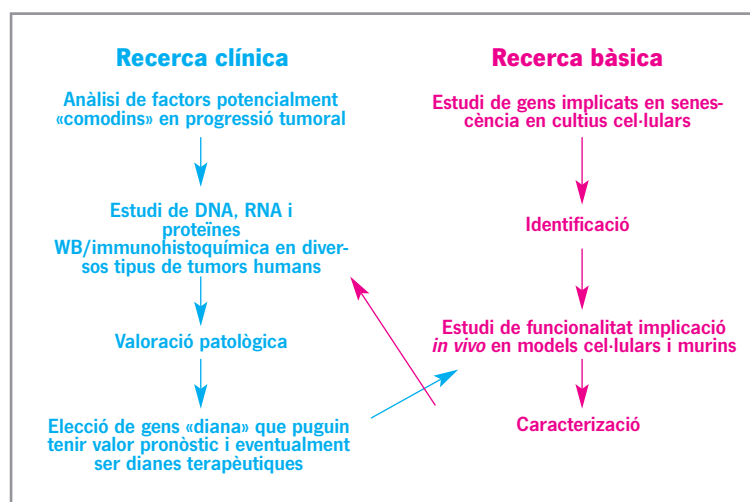 Recerca clínica
Anàlisi de factors potencialment
«comodins» en progressió tumoral
Estudi de DNA, RNA i
proteïnes
WB/immunohistoquímica en diver-
sos tipus de tumors humans
Valoració patològica
Elecció de gens «diana» que puguin
tenir valor pronòstic i eventualment
ser dianes terapèutiques
Recerca bàsica
Estudi de gens implicats en senes-
cència en cultius cel·lulars
Identificació
Estudi de funcionalitat implicació
in vivo en models cel·lulars i murins
Caracterització